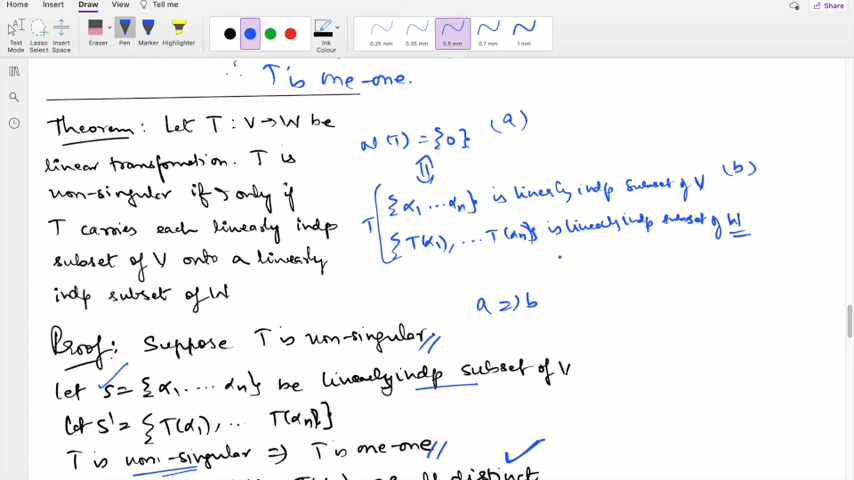 Home Insert Draw View Tell me Share
Text Mode Lasso Select Insert Space Eraser Pen Marker Highlighter Ink Colour 0.25 mm 0.35 mm 0.5 mm 0.7 mm 1 mm
∴ T is one-one.
Theorem: Let T: V→W be
linear transformation. T is
non-singular if & only if
T carries each linearly indp
subset of V onto a linearly
indp subset of W
N(T) = {0} (a)
⇕
T { {α1 ... αn} is linearly indp subset of V (b)
{T(α1), ... T(αn)} is linearly indp subset of W
a => b
Proof: Suppose T is non-singular
Let S = {α1, .... αn} be linearly indp subset of V
Let S' = {T(α1), ... T(αn)}
T is non-singular => T is one-one
distinct